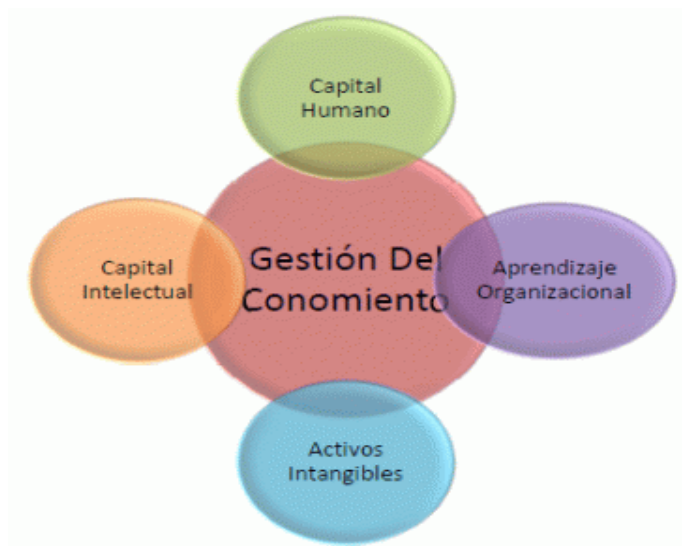 Capital
Humano
Capital
Intelectual
Gestión Del
Conomiento
Aprendizaje
Organizacional
Activos
Intangibles